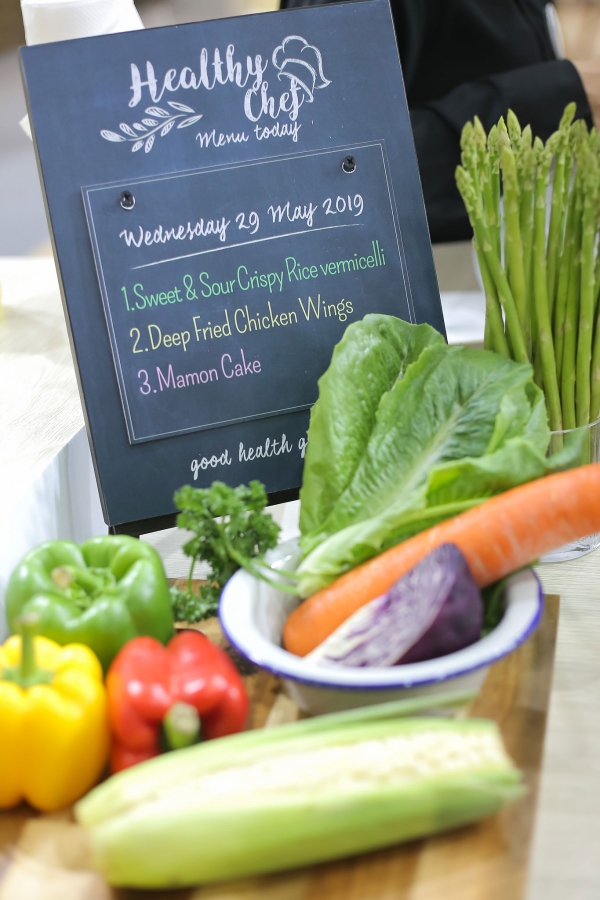 Healthy
Chef
Menu today
Wednesday 29 May 2019
1.Sweet & Sour Crispy Rice vermicelli
2.Deep Fried Chicken Wings
3.Mamon Cake
good health